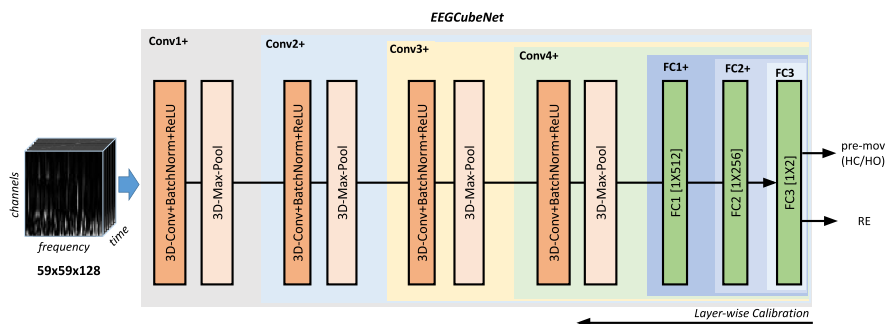 EEGCubeNet
Conv1+
Conv2+
Conv3+
Conv4+
FC1+
FC2+
FC3
3D-Conv+BatchNorm+ReLU
3D-Max-Pool
3D-Conv+BatchNorm+ReLU
3D-Max-Pool
3D-Conv+BatchNorm+ReLU
3D-Max-Pool
3D-Conv+BatchNorm+ReLU
3D-Max-Pool
FC1 [1X512]
FC2 [1X256]
FC3 [1X2]
pre-mov
(HC/HO)
RE
channels
frequency
time
59x59x128
Layer-wise Calibration